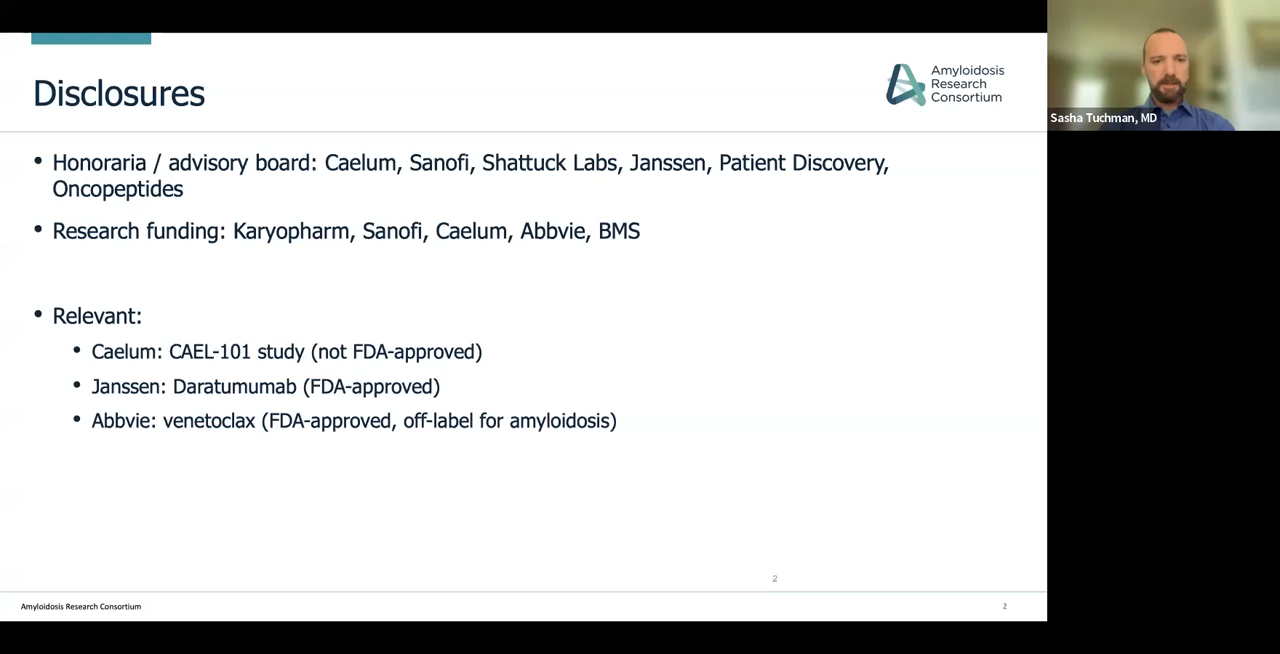 Disclosures
Amyloidosis
Research
Consortium
• Honoraria / advisory board: Caelum, Sanofi, Shattuck Labs, Janssen, Patient Discovery,
Oncopeptides
• Research funding: Karyopharm, Sanofi, Caelum, Abbvie, BMS
• Relevant:
• Caelum: CAEL-101 study (not FDA-approved)
• Janssen: Daratumumab (FDA-approved)
• Abbvie: venetoclax (FDA-approved, off-label for amyloidosis)
2
Amyloidosis Research Consortium
2
Sasha Tuchman, MD